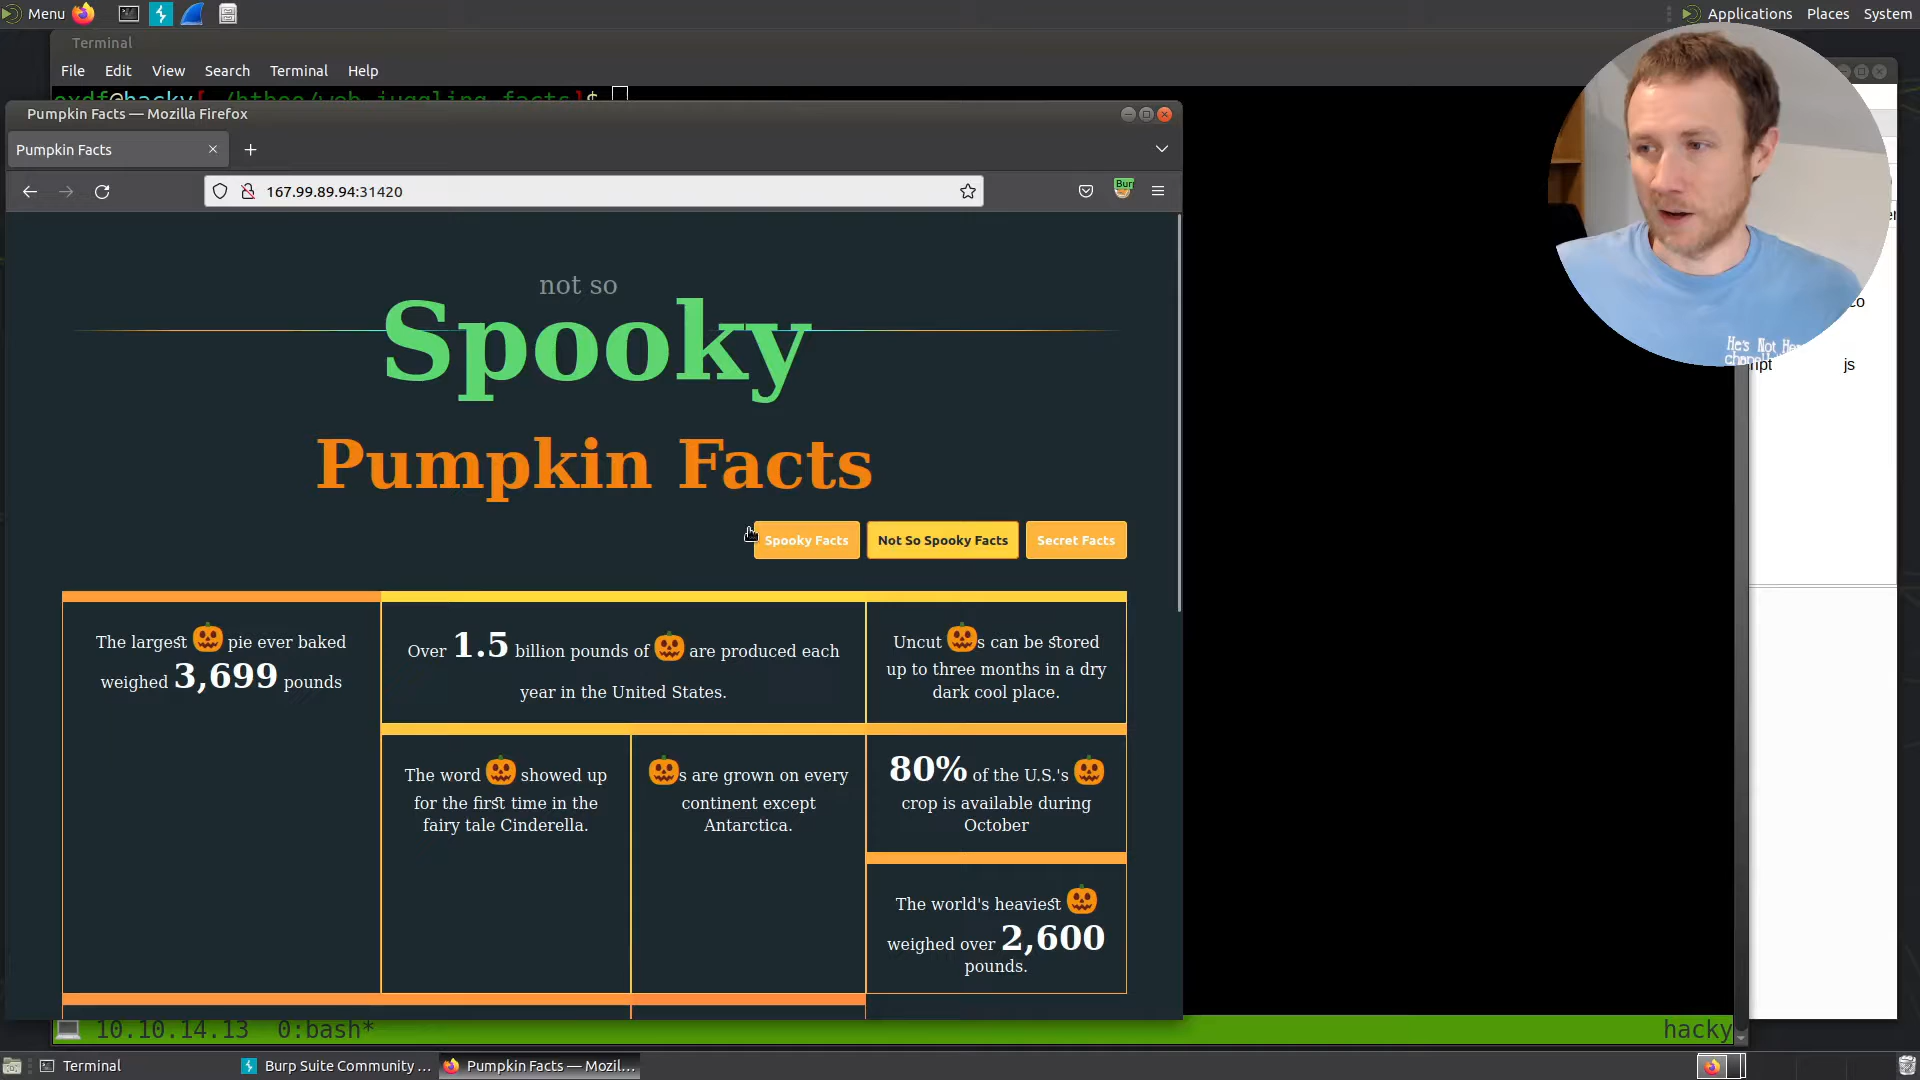 Menu
Applications Places System
Terminal
File Edit View Search Terminal Help
Pumpkin Facts — Mozilla Firefox
Pumpkin Facts
Burp
167.99.89.94:31420
not so
Spooky
Pumpkin Facts
Spooky Facts Not So Spooky Facts Secret Facts
The largest 🎃 pie ever baked
weighed 3,699 pounds
Over 1.5 billion pounds of 🎃 are produced each
year in the United States.
Uncut 🎃s can be stored
up to three months in a dry
dark cool place.
The word 🎃 showed up
for the first time in the
fairy tale Cinderella.
🎃s are grown on every
continent except
Antarctica.
80% of the U.S.'s 🎃
crop is available during
October
The world's heaviest 🎃
weighed over 2,600
pounds.
He's Not Here
js
10.10.14.13 0:bash*
hacky
Terminal
Burp Suite Community ...
Pumpkin Facts — Mozil...